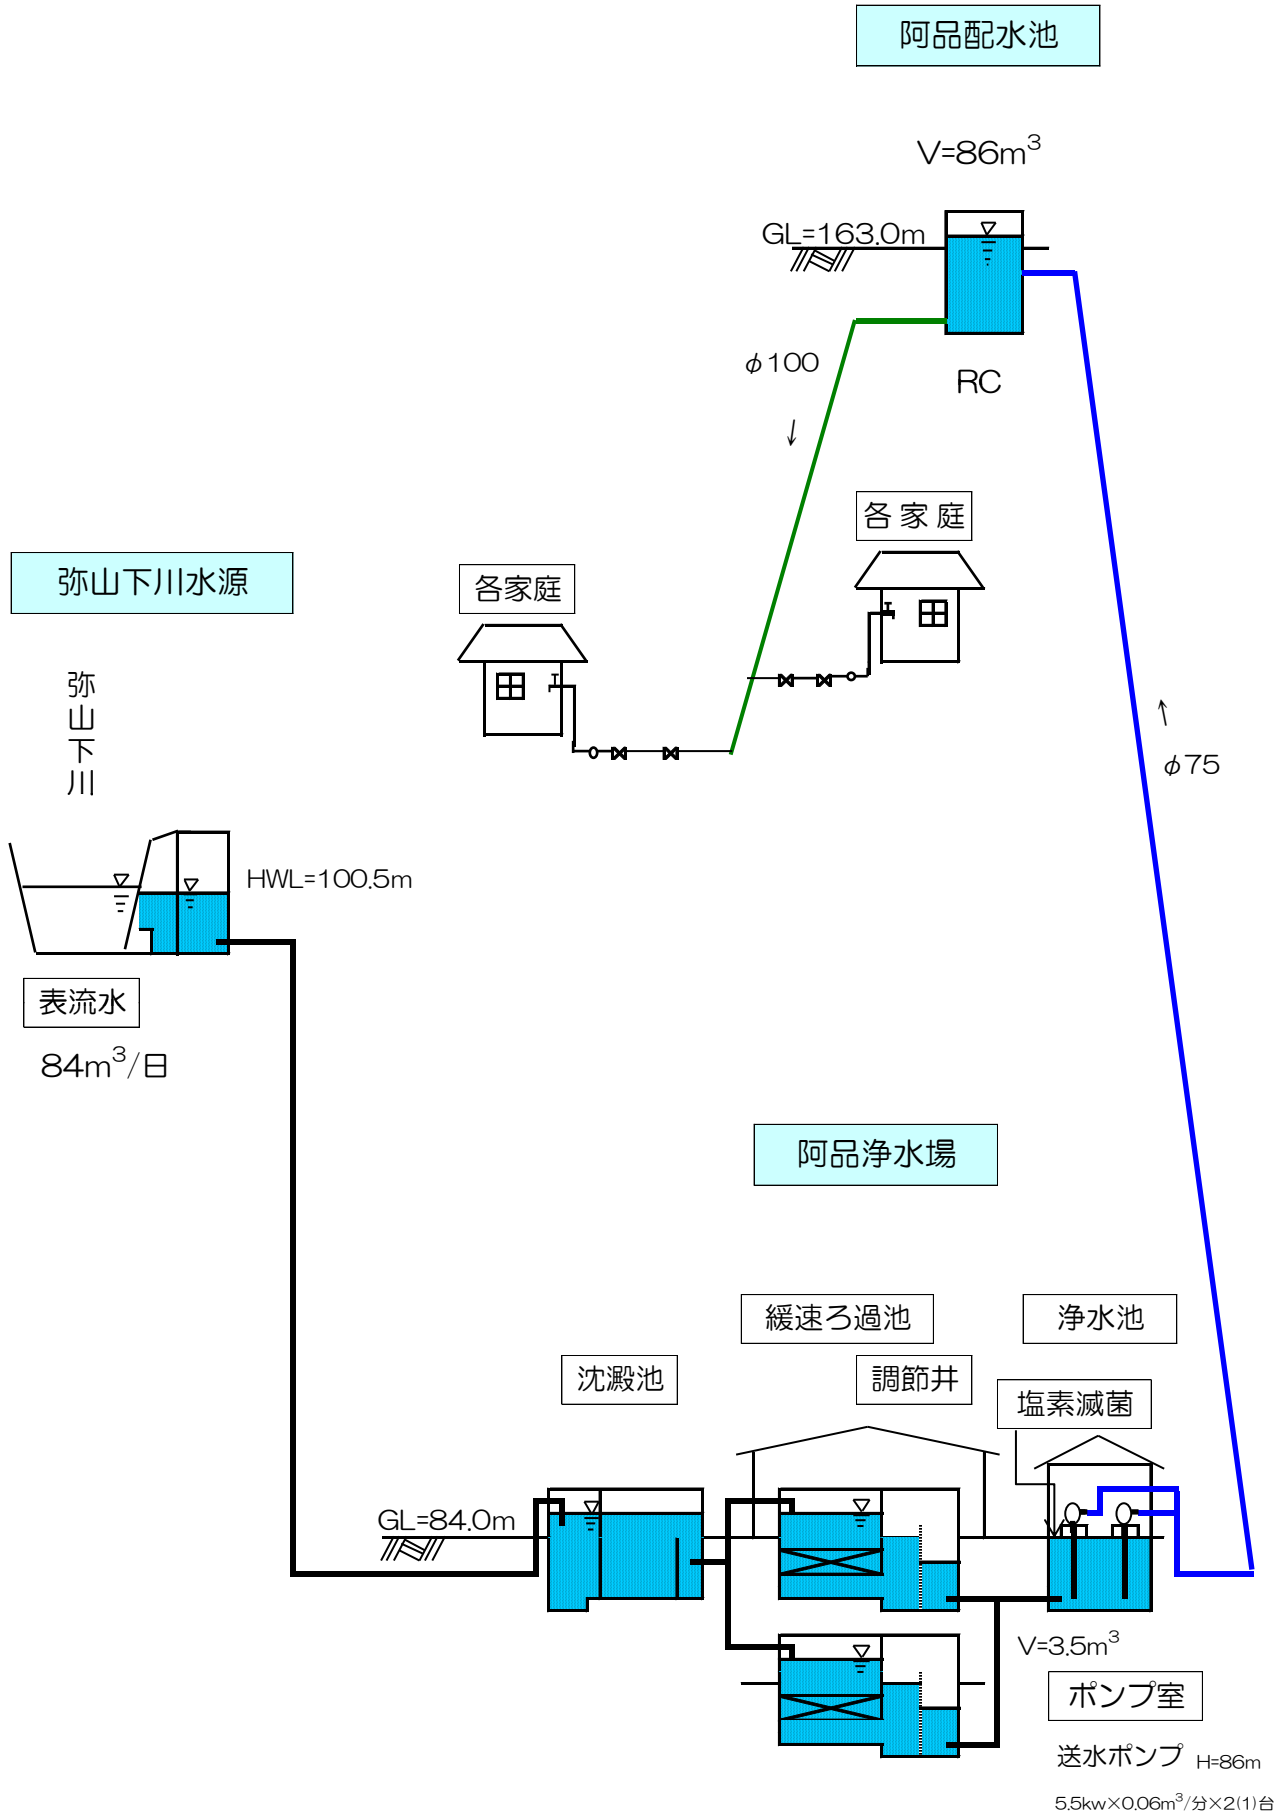 阿品配水池
V=86m³
GL=163.0m
φ100
↓
RC
各 家 庭
弥山下川水源
各家庭
弥山下川
↑
φ75
HWL=100.5m
表流水
84m³/日
阿品浄水場
緩速ろ過池
浄水池
沈澱池
調節井
塩素滅菌
GL=84.0m
V=3.5m³
ポンプ室
送水ポンプ H=86m
5.5kw×0.06m³/分×2(1)台